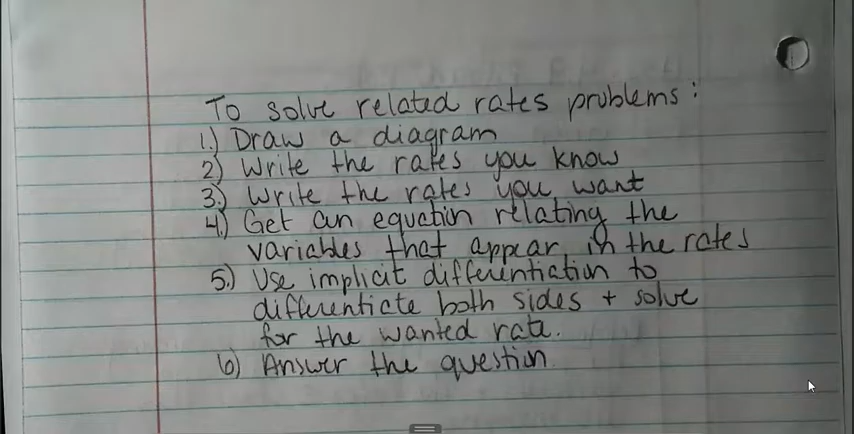 To solve related rates problems:
1.) Draw a diagram
2) Write the rates you know
3.) Write the rates you want
4.) Get an equation relating the
variables that appear in the rates
5.) Use implicit differentiation to
differentiate both sides + solve
for the wanted rate.
6) Answer the question.